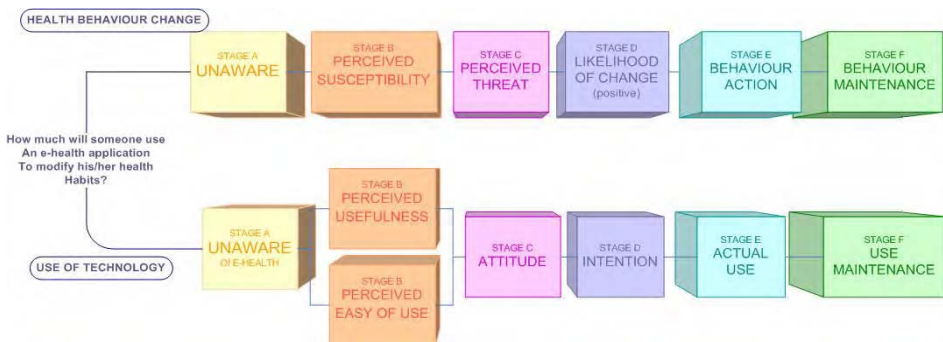 HEALTH BEHAVIOUR CHANGE
STAGE A
UNAWARE
STAGE B
PERCEIVED
SUSCEPTIBILITY
STAGE C
PERCEIVED
THREAT
STAGE D
LIKELIHOOD
OF CHANGE
(positive)
STAGE E
BEHAVIOUR
ACTION
STAGE F
BEHAVIOUR
MAINTENANCE
How much will someone use
An e-health application
To modify his/her health
Habits?
USE OF TECHNOLOGY
STAGE A
UNAWARE
Of E-HEALTH
STAGE B
PERCEIVED
USEFULNESS
STAGE B
PERCEIVED
EASY OF USE
STAGE C
ATTITUDE
STAGE D
INTENTION
STAGE E
ACTUAL
USE
STAGE F
USE
MAINTENANCE